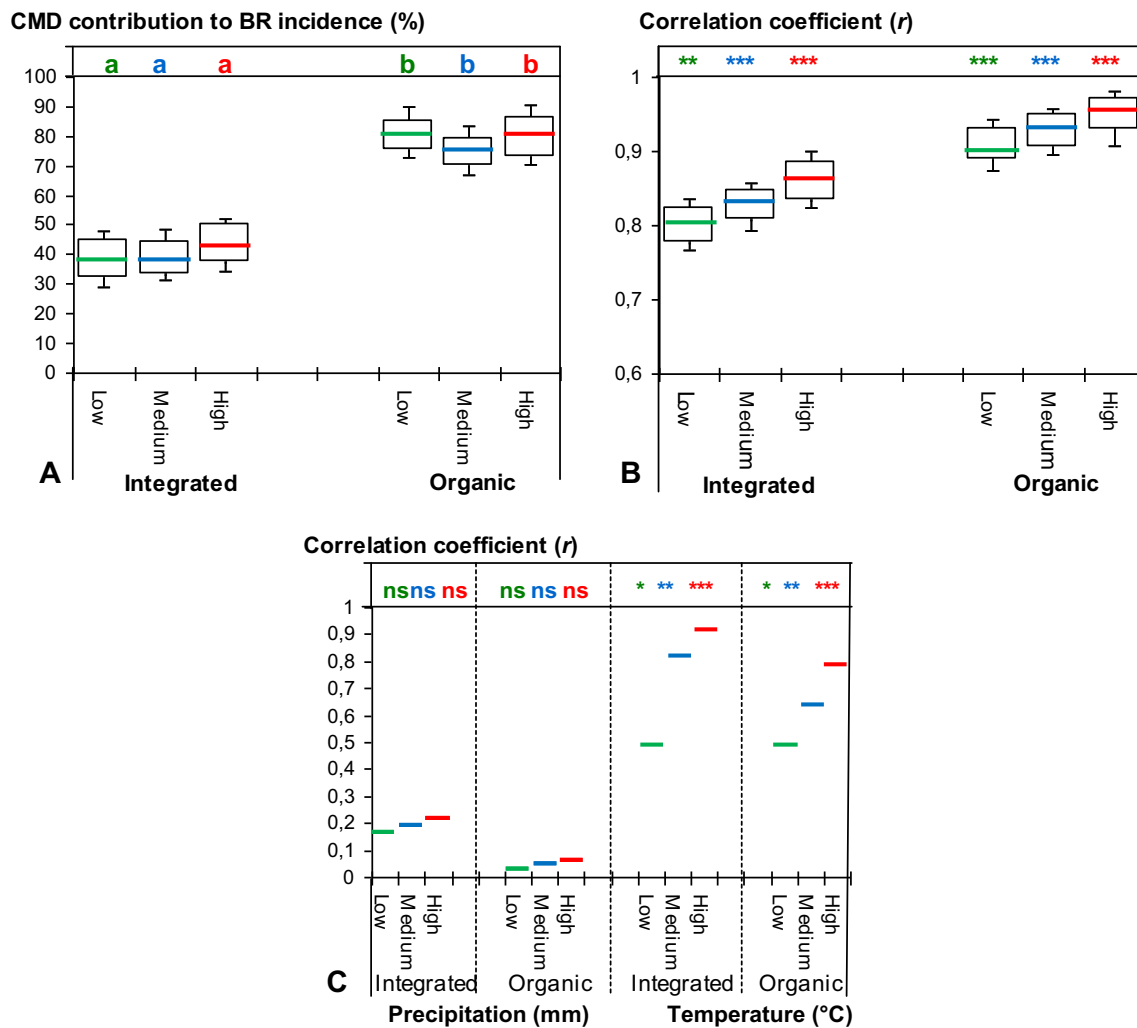 CMD contribution to BR incidence (%)
a a a b b b
100
90
80
70
60
50
40
30
20
10
0
Low Medium High Low Medium High
Integrated Organic
A
Correlation coefficient (r)
** *** *** *** *** ***
1
0,9
0,8
0,7
0,6
Low Medium High Low Medium High
Integrated Organic
B
Correlation coefficient (r)
ns ns ns ns ns ns * ** *** * ** ***
1
0,9
0,8
0,7
0,6
0,5
0,4
0,3
0,2
0,1
0
Low Medium High Low Medium High Low Medium High Low Medium High
C
Integrated Organic Integrated Organic
Precipitation (mm) Temperature (°C)